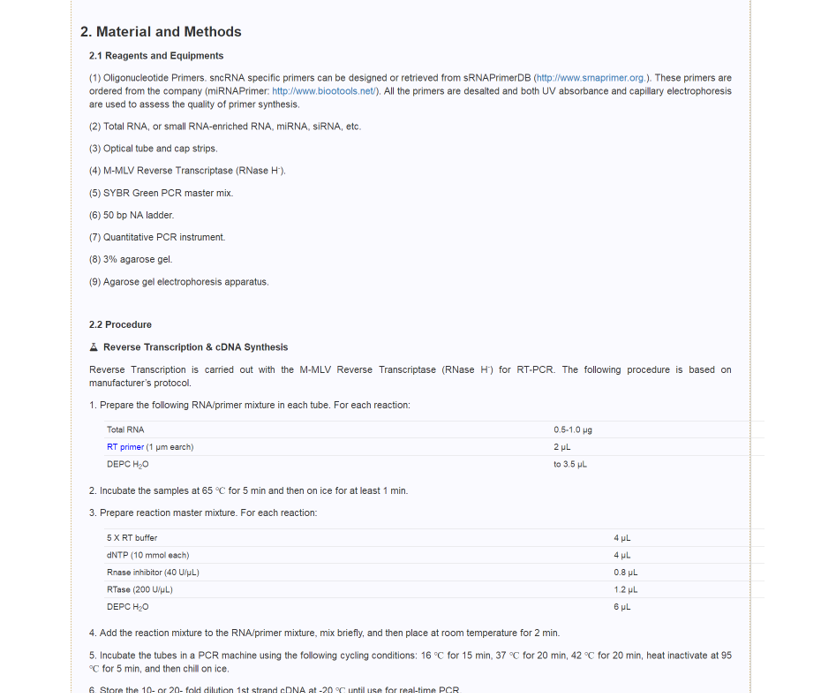 2. Material and Methods
2.1 Reagents and Equipments
(1) Oligonucleotide Primers. sncRNA specific primers can be designed or retrieved from sRNAPrimerDB (http://www.srnaprimer.org.). These primers are
ordered from the company (miRNAPrimer: http://www.biootools.net/). All the primers are desalted and both UV absorbance and capillary electrophoresis
are used to assess the quality of primer synthesis.
(2) Total RNA, or small RNA-enriched RNA, miRNA, siRNA, etc.
(3) Optical tube and cap strips.
(4) M-MLV Reverse Transcriptase (RNase H-).
(5) SYBR Green PCR master mix.
(6) 50 bp NA ladder.
(7) Quantitative PCR instrument.
(8) 3% agarose gel.
(9) Agarose gel electrophoresis apparatus.
2.2 Procedure
Reverse Transcription & cDNA Synthesis
Reverse Transcription is carried out with the M-MLV Reverse Transcriptase (RNase H-) for RT-PCR. The following procedure is based on
manufacturer's protocol.
1. Prepare the following RNA/primer mixture in each tube. For each reaction:
Total RNA 0.5-1.0 μg
RT primer (1 μm earch) 2 μL
DEPC H₂O to 3.5 μL
2. Incubate the samples at 65 ℃ for 5 min and then on ice for at least 1 min.
3. Prepare reaction master mixture. For each reaction:
5 X RT buffer 4 μL
dNTP (10 mmol each) 4 μL
Rnase inhibitor (40 U/μL) 0.8 μL
RTase (200 U/μL) 1.2 μL
DEPC H₂O 6 μL
4. Add the reaction mixture to the RNA/primer mixture, mix briefly, and then place at room temperature for 2 min.
5. Incubate the tubes in a PCR machine using the following cycling conditions: 16 ℃ for 15 min, 37 ℃ for 20 min, 42 ℃ for 20 min, heat inactivate at 95
℃ for 5 min, and then chill on ice.
6. Store the 10- or 20- fold dilution 1st strand cDNA at -20 ℃ until use for real-time PCR